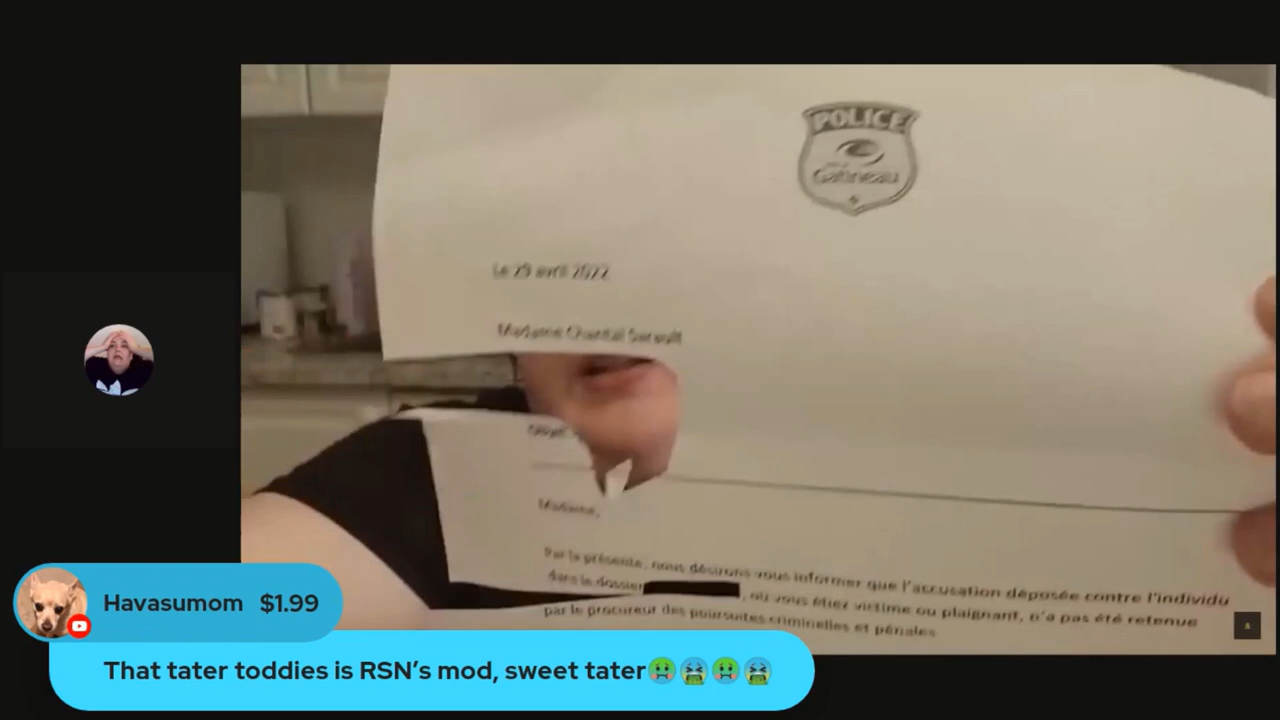 POLICE
Gatineau
Le 29 avril 2022
Madame Chantal
Madame,
Par la présente, nous désirons vous informer que l'accusation déposée contre l'individu
dans le dossier , où vous étiez victime ou plaignant, n'a pas été retenue
par le procureur des poursuites criminelles et pénales
Havasumom $1.99
That tater toddies is RSN’s mod, sweet tater🤢🤮🤢🤮